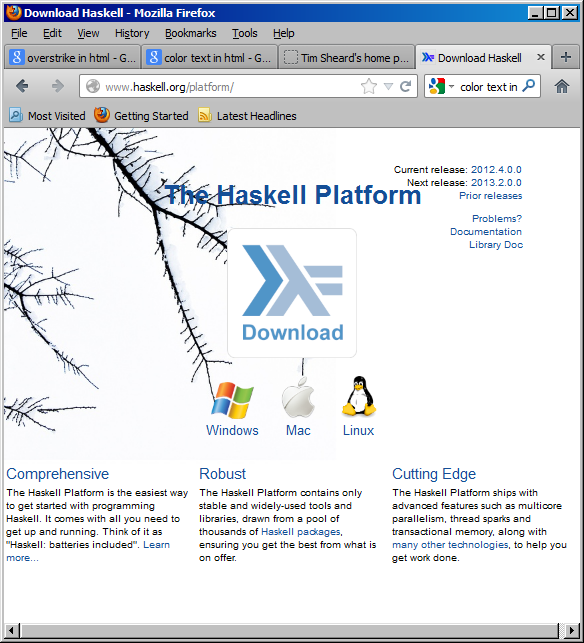 Download Haskell - Mozilla Firefox
File Edit View History Bookmarks Tools Help
overstrike in html - G...
color text in html - G...
Tim Sheard's home p...
Download Haskell
www.haskell.org/platform/
color text in
Most Visited Getting Started Latest Headlines
Current release: 2012.4.0.0
Next release: 2013.2.0.0
Prior releases
The Haskell Platform
Problems?
Documentation
Library Doc
Download
Windows Mac Linux
Comprehensive
The Haskell Platform is the easiest way
to get started with programming
Haskell. It comes with all you need to
get up and running. Think of it as
"Haskell: batteries included". Learn
more...
Robust
The Haskell Platform contains only
stable and widely-used tools and
libraries, drawn from a pool of
thousands of Haskell packages,
ensuring you get the best from what is
on offer.
Cutting Edge
The Haskell Platform ships with
advanced features such as multicore
parallelism, thread sparks and
transactional memory, along with
many other technologies, to help you
get work done.